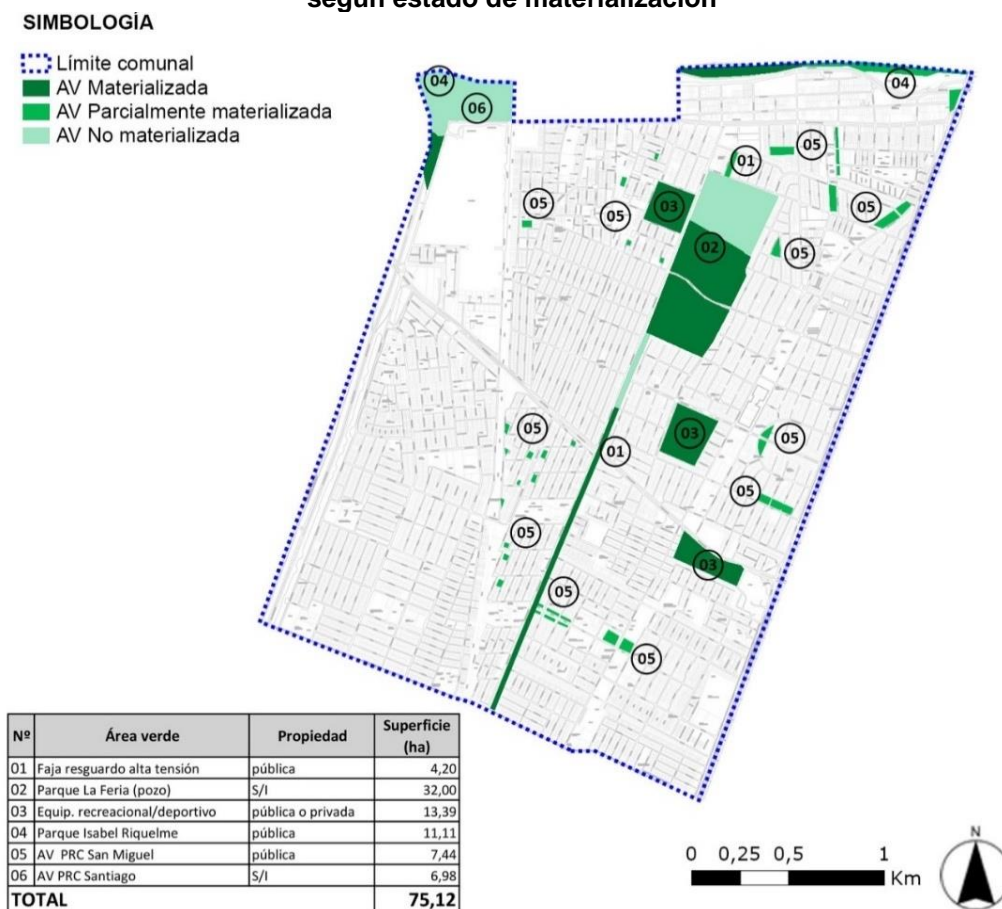 según estado de materialización
SIMBOLOGÍA
Límite comunal
AV Materializada
AV Parcialmente materializada
AV No materializada
04
06
04
01
05
05
05
03
05
02
05
05
03
05
01
05
05
03
05
05
Nº Área verde Propiedad Superficie (ha)
01 Faja resguardo alta tensión pública 4,20
02 Parque La Feria (pozo) S/I 32,00
03 Equip. recreacional/deportivo pública o privada 13,39
04 Parque Isabel Riquelme pública 11,11
05 AV PRC San Miguel pública 7,44
06 AV PRC Santiago S/I 6,98
TOTAL 75,12
0 0,25 0,5 1
Km
N